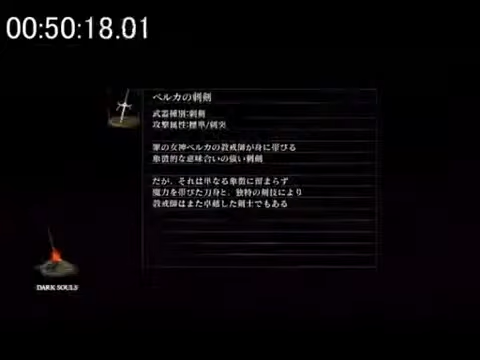 00:50:18.01
ベルカの刺剣
武器種別:刺剣
攻撃属性:標準/刺突
罪の女神ベルカの教戒師が身に帯びる
象徴的な意味合いの強い刺剣
だが、それは単なる象徴に留まらず
魔力を帯びた刀身と、独特の剣技により
教戒師はまた卓越した剣士でもある
DARK SOULS